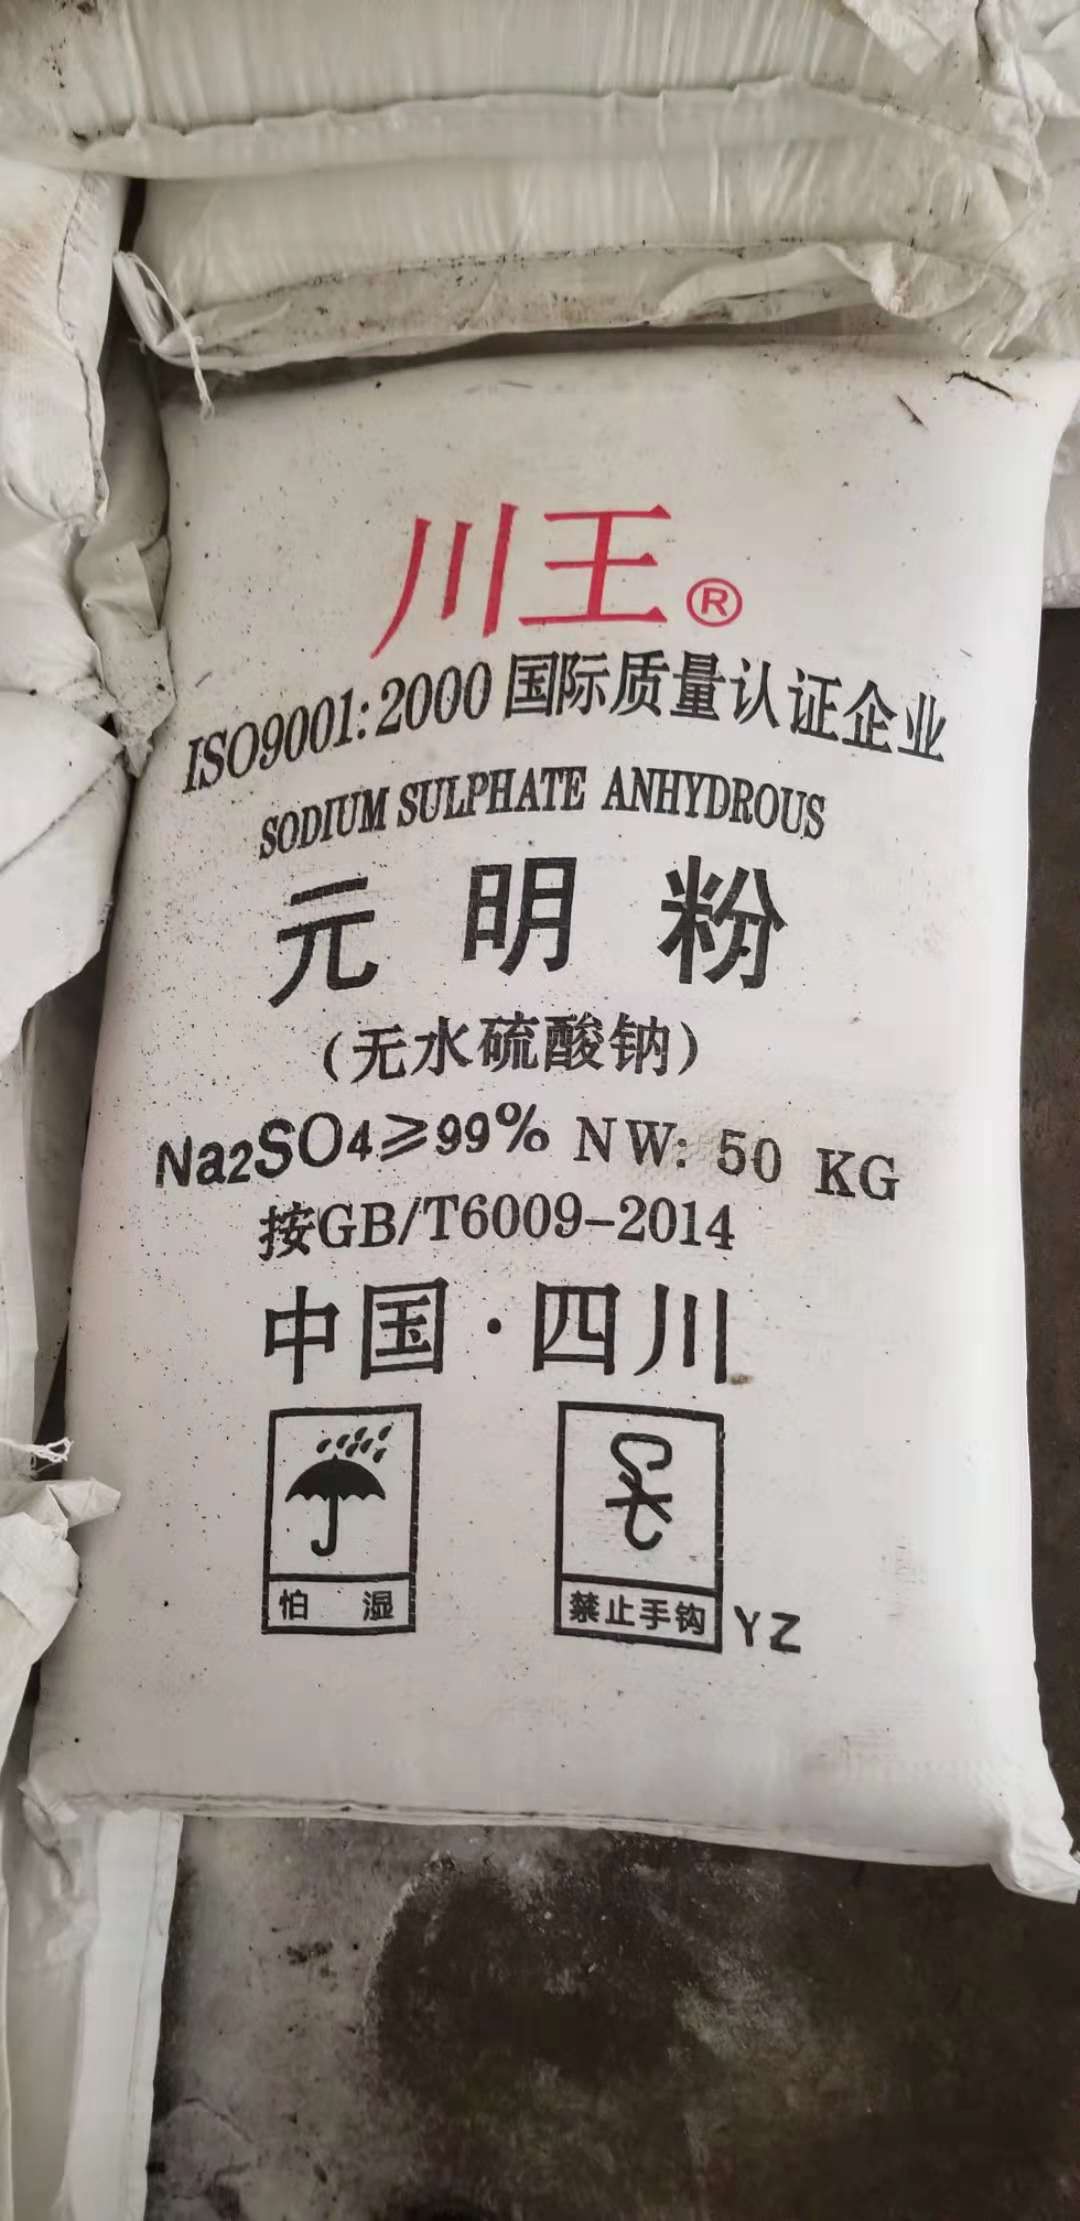 川王®
ISO9001:2000国际质量认证企业
SODIUM SULPHATE ANHYDROUS
元明粉
(无水硫酸钠)
Na2SO4≥99% NW: 50 KG
按GB/T6009-2014
中国·四川
怕湿
禁止手钩 YZ